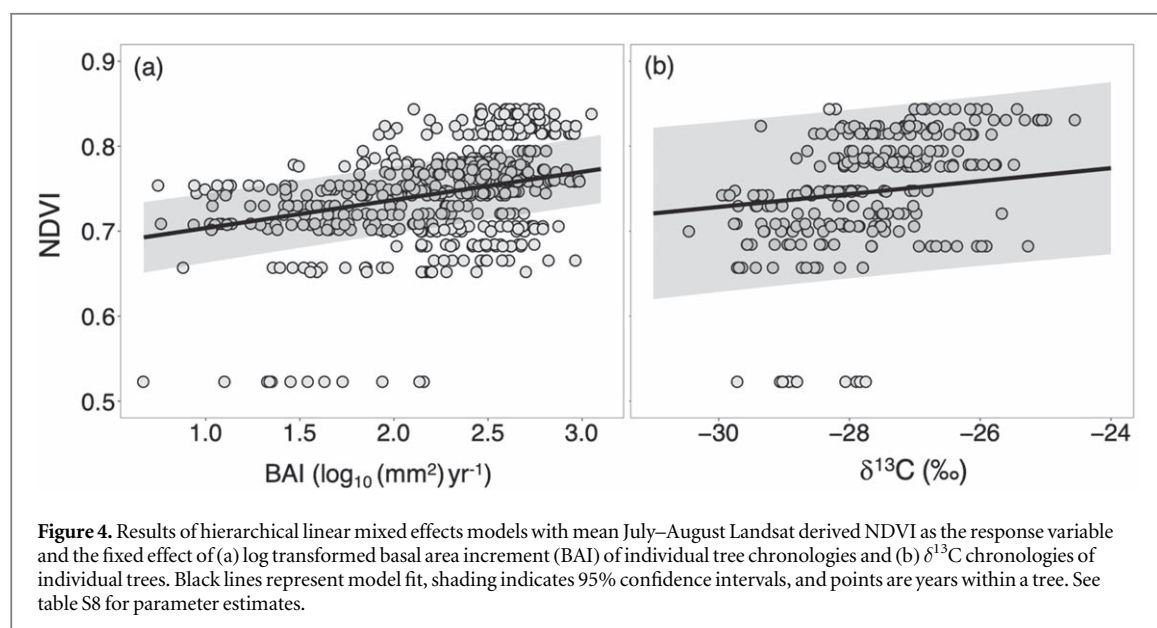 (a)
(b)
NDVI
0.9
0.8
0.7
0.6
0.5
1.0 1.5 2.0 2.5 3.0
−30 −28 −26 −24
BAI (log₁₀ (mm²) yr⁻¹)
δ¹³C (‰)
Figure 4. Results of hierarchical linear mixed effects models with mean July–August Landsat derived NDVI as the response variable
and the fixed effect of (a) log transformed basal area increment (BAI) of individual tree chronologies and (b) δ¹³C chronologies of
individual trees. Black lines represent model fit, shading indicates 95% confidence intervals, and points are years within a tree. See
table S8 for parameter estimates.